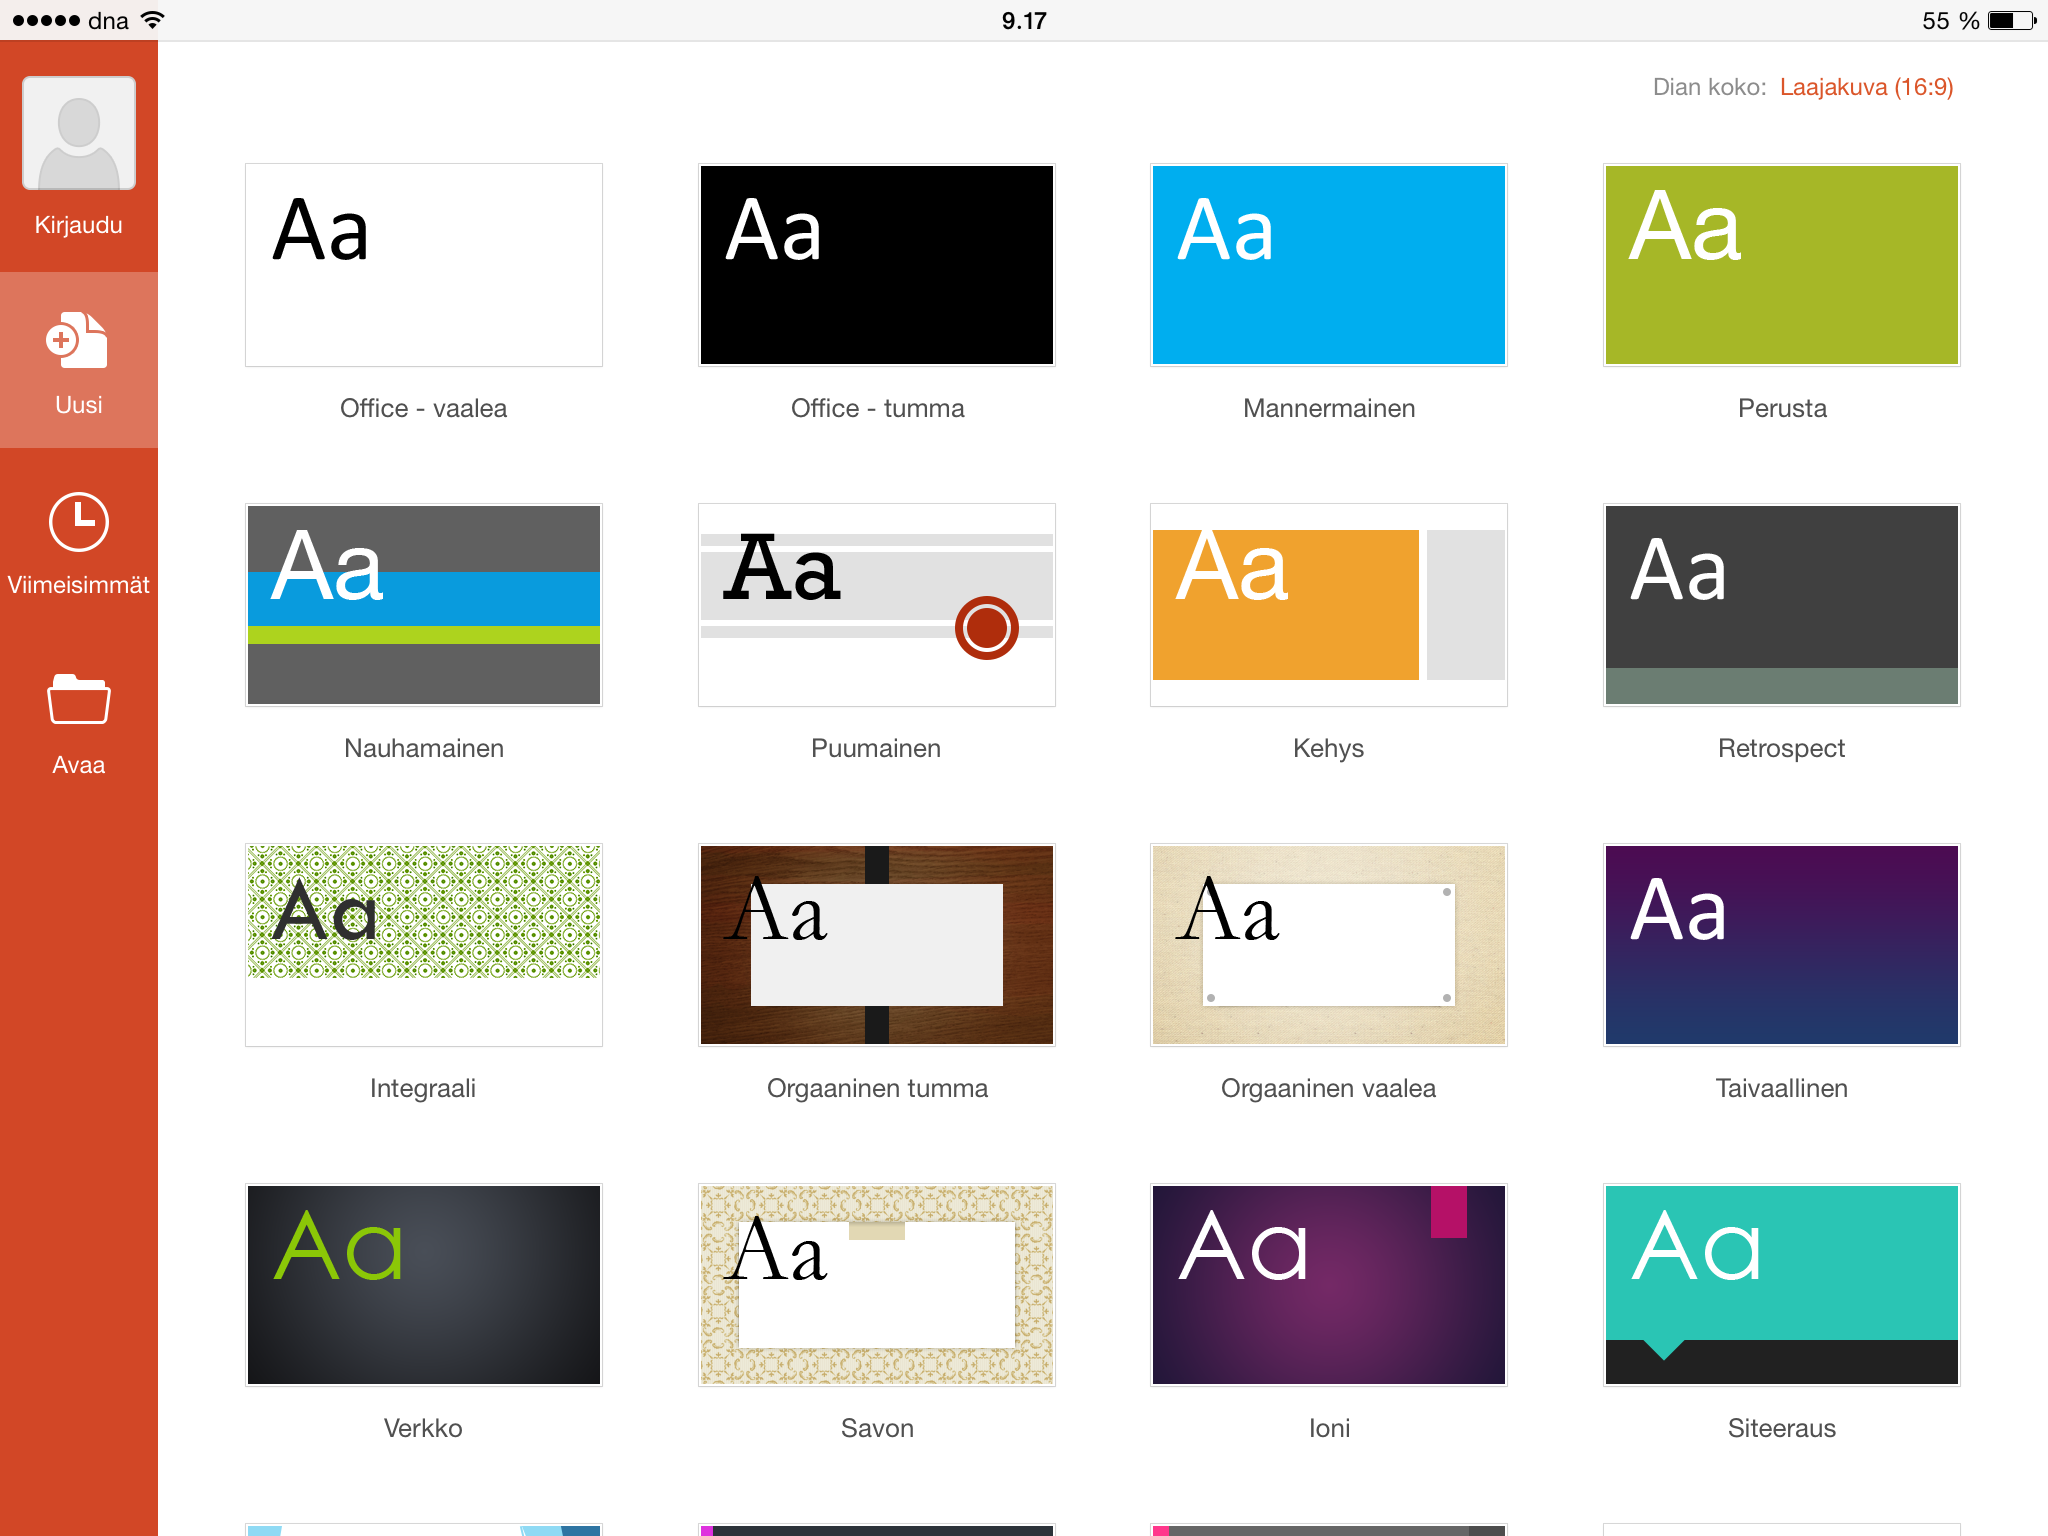 dna
9.17
55 %
Dian koko: Laajakuva (16:9)
Kirjaudu
Uusi
Viimeisimmät
Avaa
Aa
Aa
Aa
Aa
Office - vaalea
Office - tumma
Mannermainen
Perusta
Aa
Aa
Aa
Aa
Nauhamainen
Puumainen
Kehys
Retrospect
Aa
Aa
Aa
Aa
Integraali
Orgaaninen tumma
Orgaaninen vaalea
Taivaallinen
Aa
Aa
Aa
Aa
Verkko
Savon
Ioni
Siteeraus